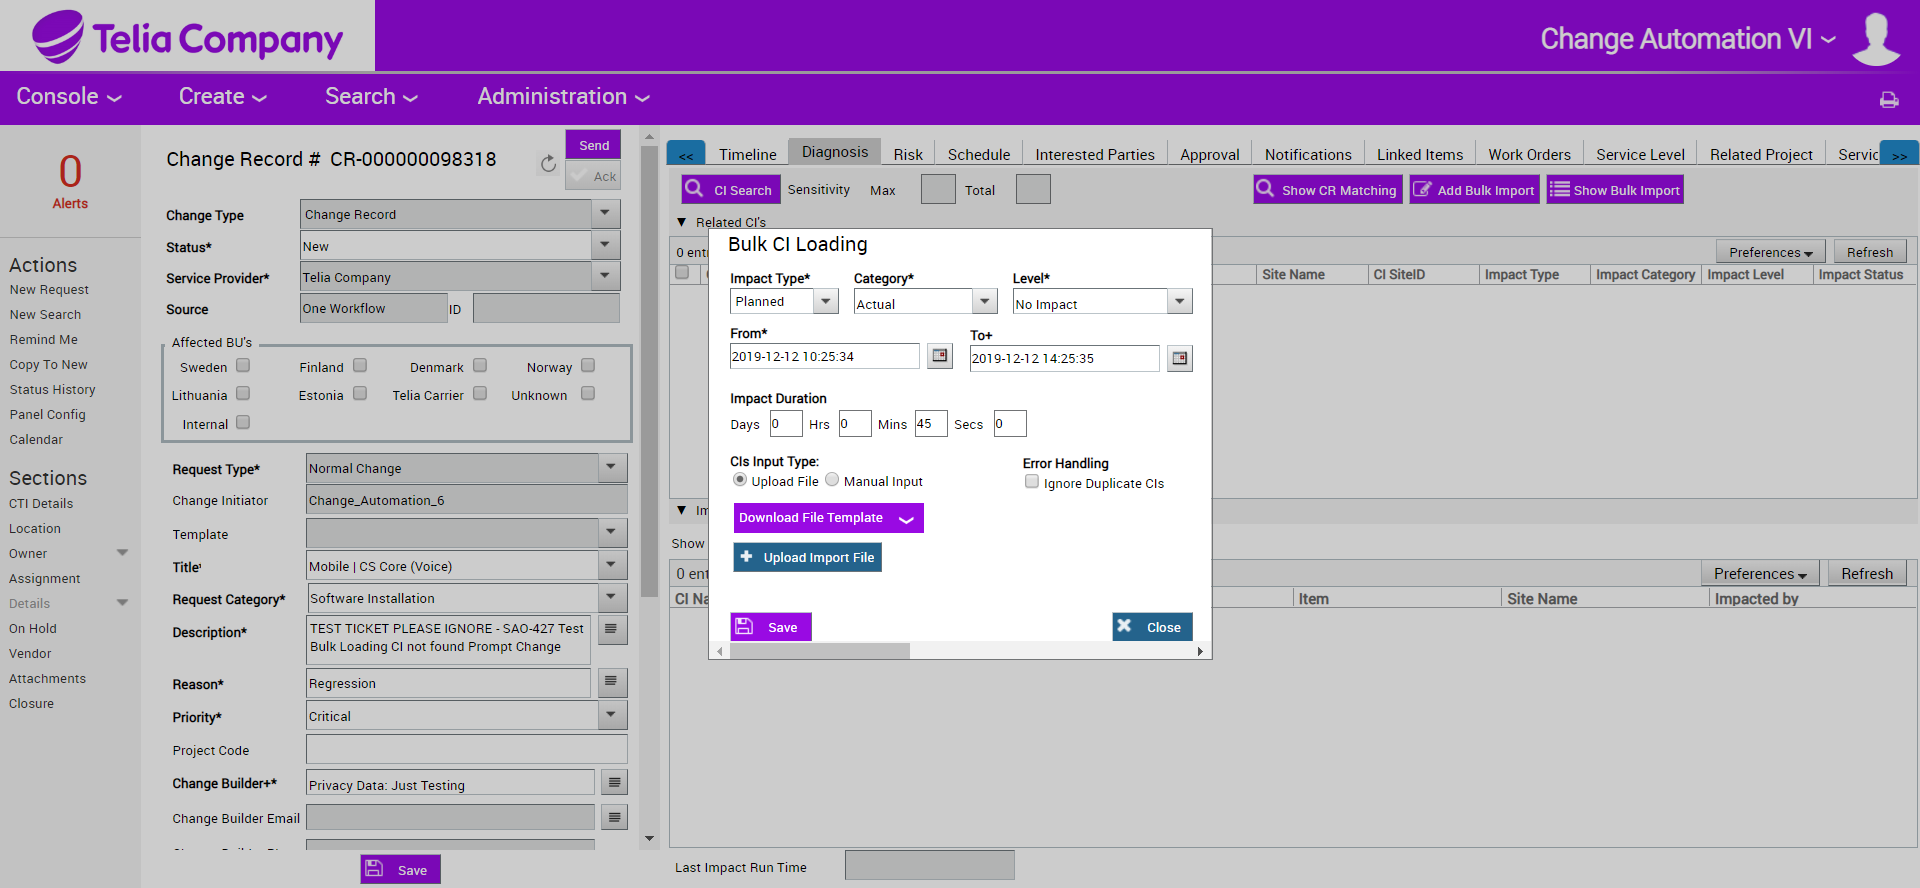 Telia Company
Change Automation VI
Console
Create
Search
Administration
0
Alerts
Actions
New Request
New Search
Remind Me
Copy To New
Status History
Panel Config
Calendar
Sections
CTI Details
Location
Owner
Assignment
Details
On Hold
Vendor
Attachments
Closure
Change Record # CR-000000098318
Send
Ack
Change Type
Change Record
Status*
New
Service Provider*
Telia Company
Source
One Workflow
ID
Affected BU's
Sweden
Finland
Denmark
Norway
Lithuania
Estonia
Telia Carrier
Unknown
Internal
Request Type*
Normal Change
Change Initiator
Change_Automation_6
Template
Title
Mobile | CS Core (Voice)
Request Category*
Software Installation
Description*
TEST TICKET PLEASE IGNORE - SAO-427 Test
Bulk Loading CI not found Prompt Change
Reason*
Regression
Priority*
Critical
Project Code
Change Builder+*
Privacy Data: Just Testing
Change Builder Email
Save
<<
Timeline
Diagnosis
Risk
Schedule
Interested Parties
Approval
Notifications
Linked Items
Work Orders
Service Level
Related Project
Servic
>>
CI Search
Sensitivity
Max
Total
Show CR Matching
Add Bulk Import
Show Bulk Import
Related CI's
0 entr
Preferences
Refresh
Site Name
CI SiteID
Impact Type
Impact Category
Impact Level
Impact Status
Bulk CI Loading
Impact Type*
Category*
Level*
Planned
Actual
No Impact
From*
To+
2019-12-12 10:25:34
2019-12-12 14:25:35
Impact Duration
Days 0 Hrs 0 Mins 45 Secs 0
CIs Input Type:
Error Handling
Upload File
Manual Input
Ignore Duplicate CIs
Download File Template
Upload Import File
Save
Close
Show
0 ent
Preferences
Refresh
CI Na
Item
Site Name
Impacted by
Last Impact Run Time